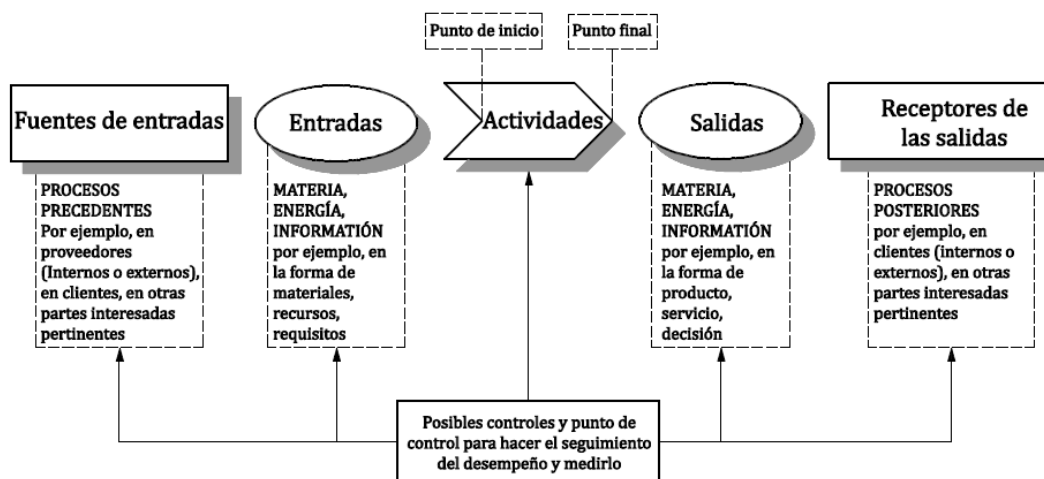 Punto de inicio
Punto final
Fuentes de entradas
Entradas
Actividades
Salidas
Receptores de
las salidas
PROCESOS
PRECEDENTES
Por ejemplo, en
proveedores
(Internos o externos),
en clientes, en otras
partes interesadas
pertinentes
MATERIA,
ENERGÍA,
INFORMATIÓN
por ejemplo, en
la forma de
materiales,
recursos,
requisitos
MATERIA,
ENERGÍA,
INFORMATIÓN
por ejemplo, en
la forma de
producto,
servicio,
decisión
PROCESOS
POSTERIORES
por ejemplo, en
clientes (internos o
externos), en otras
partes interesadas
pertinentes
Posibles controles y punto de
control para hacer el seguimiento
del desempeño y medirlo